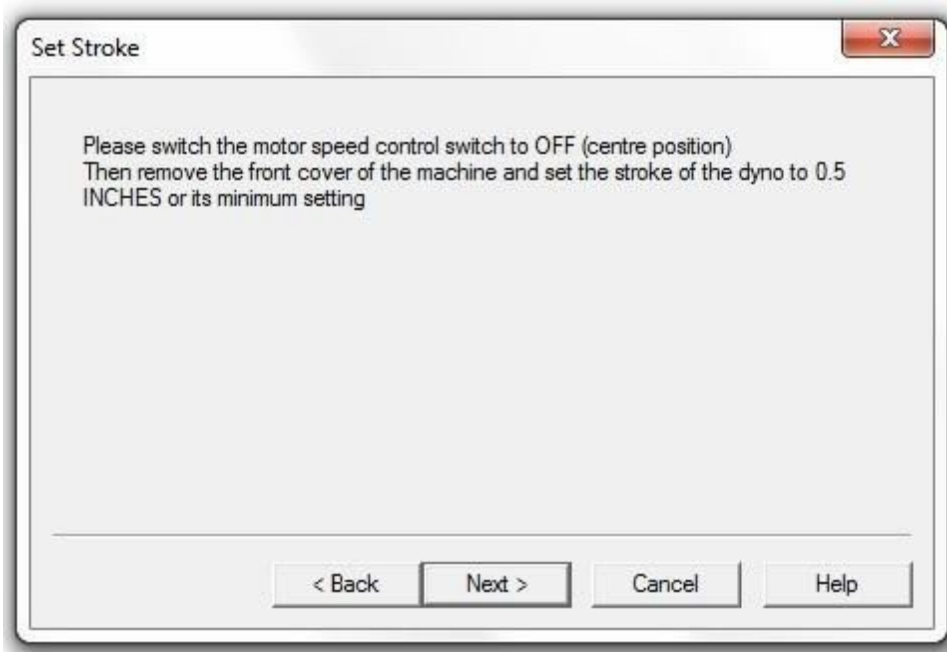 Set Stroke
Please switch the motor speed control switch to OFF (centre position)
Then remove the front cover of the machine and set the stroke of the dyno to 0.5
INCHES or its minimum setting
< Back Next > Cancel Help